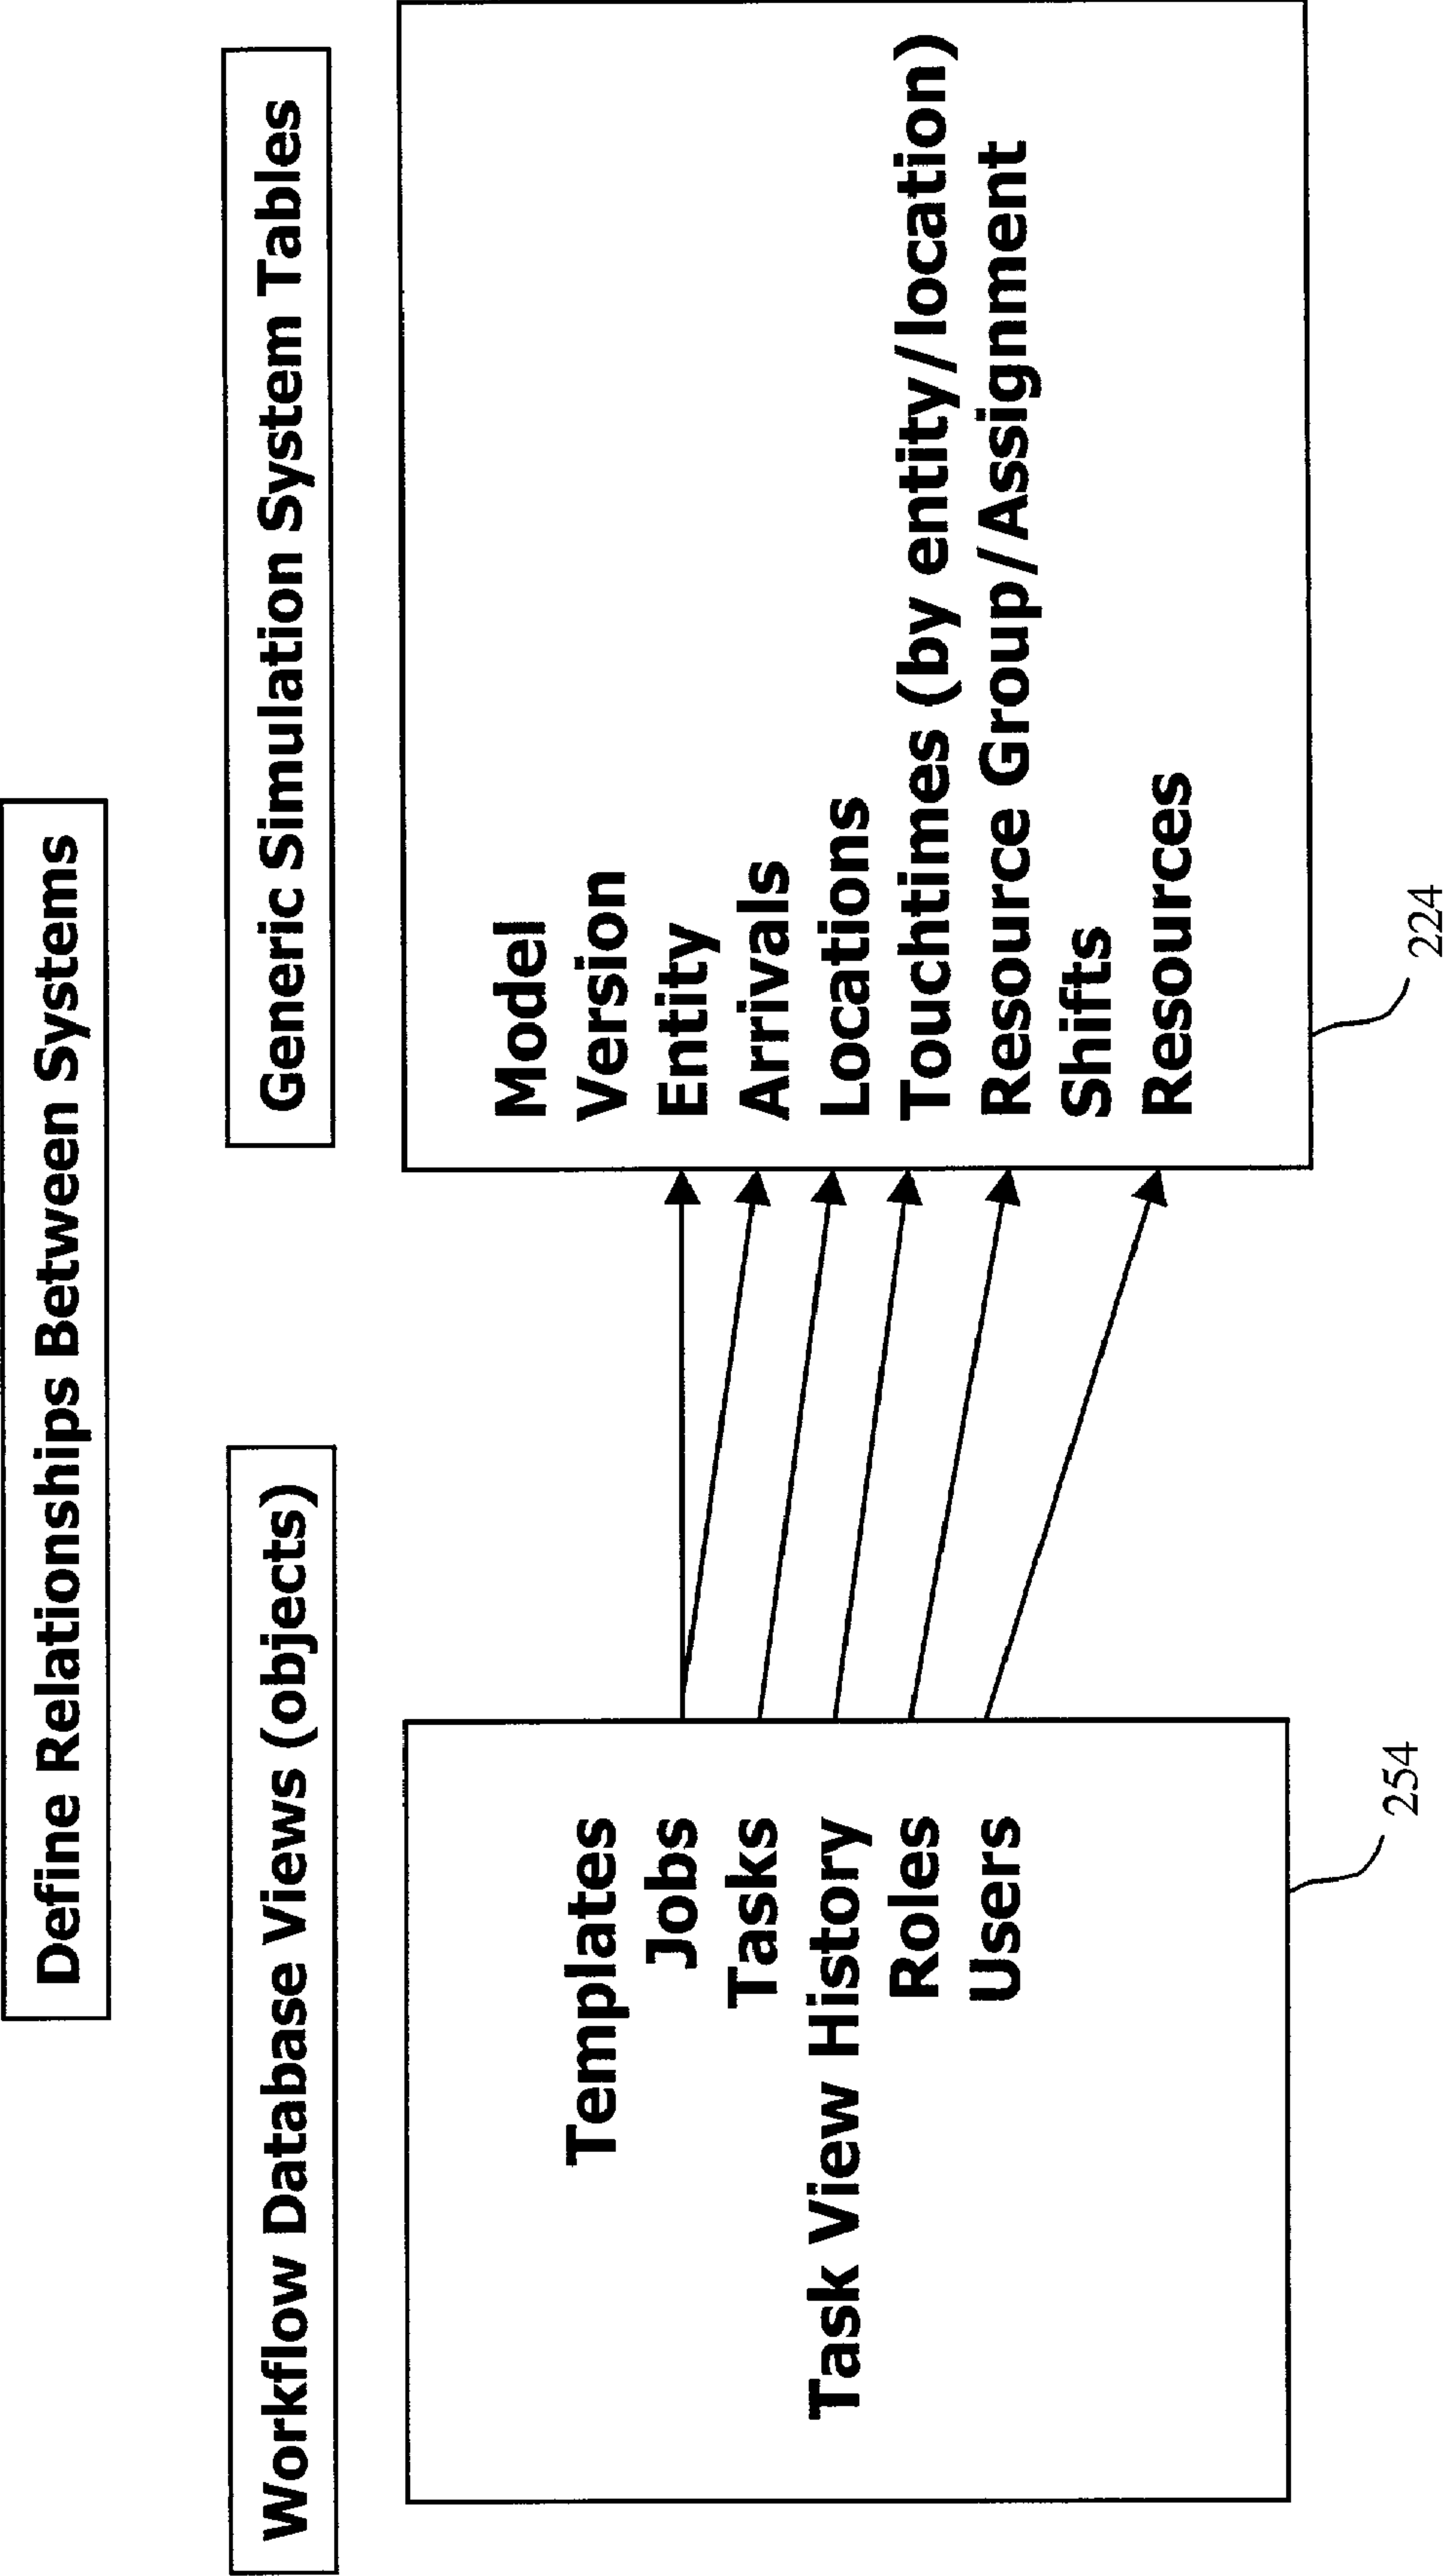 Define Relationships Between Systems
Workflow Database Views (objects)
Generic Simulation System Tables
Templates
Jobs
Tasks
Task View History
Roles
Users
254
Model
Version
Entity
Arrivals
Locations
Touchtimes (by entity/location)
Resource Group/Assignment
Shifts
Resources
224